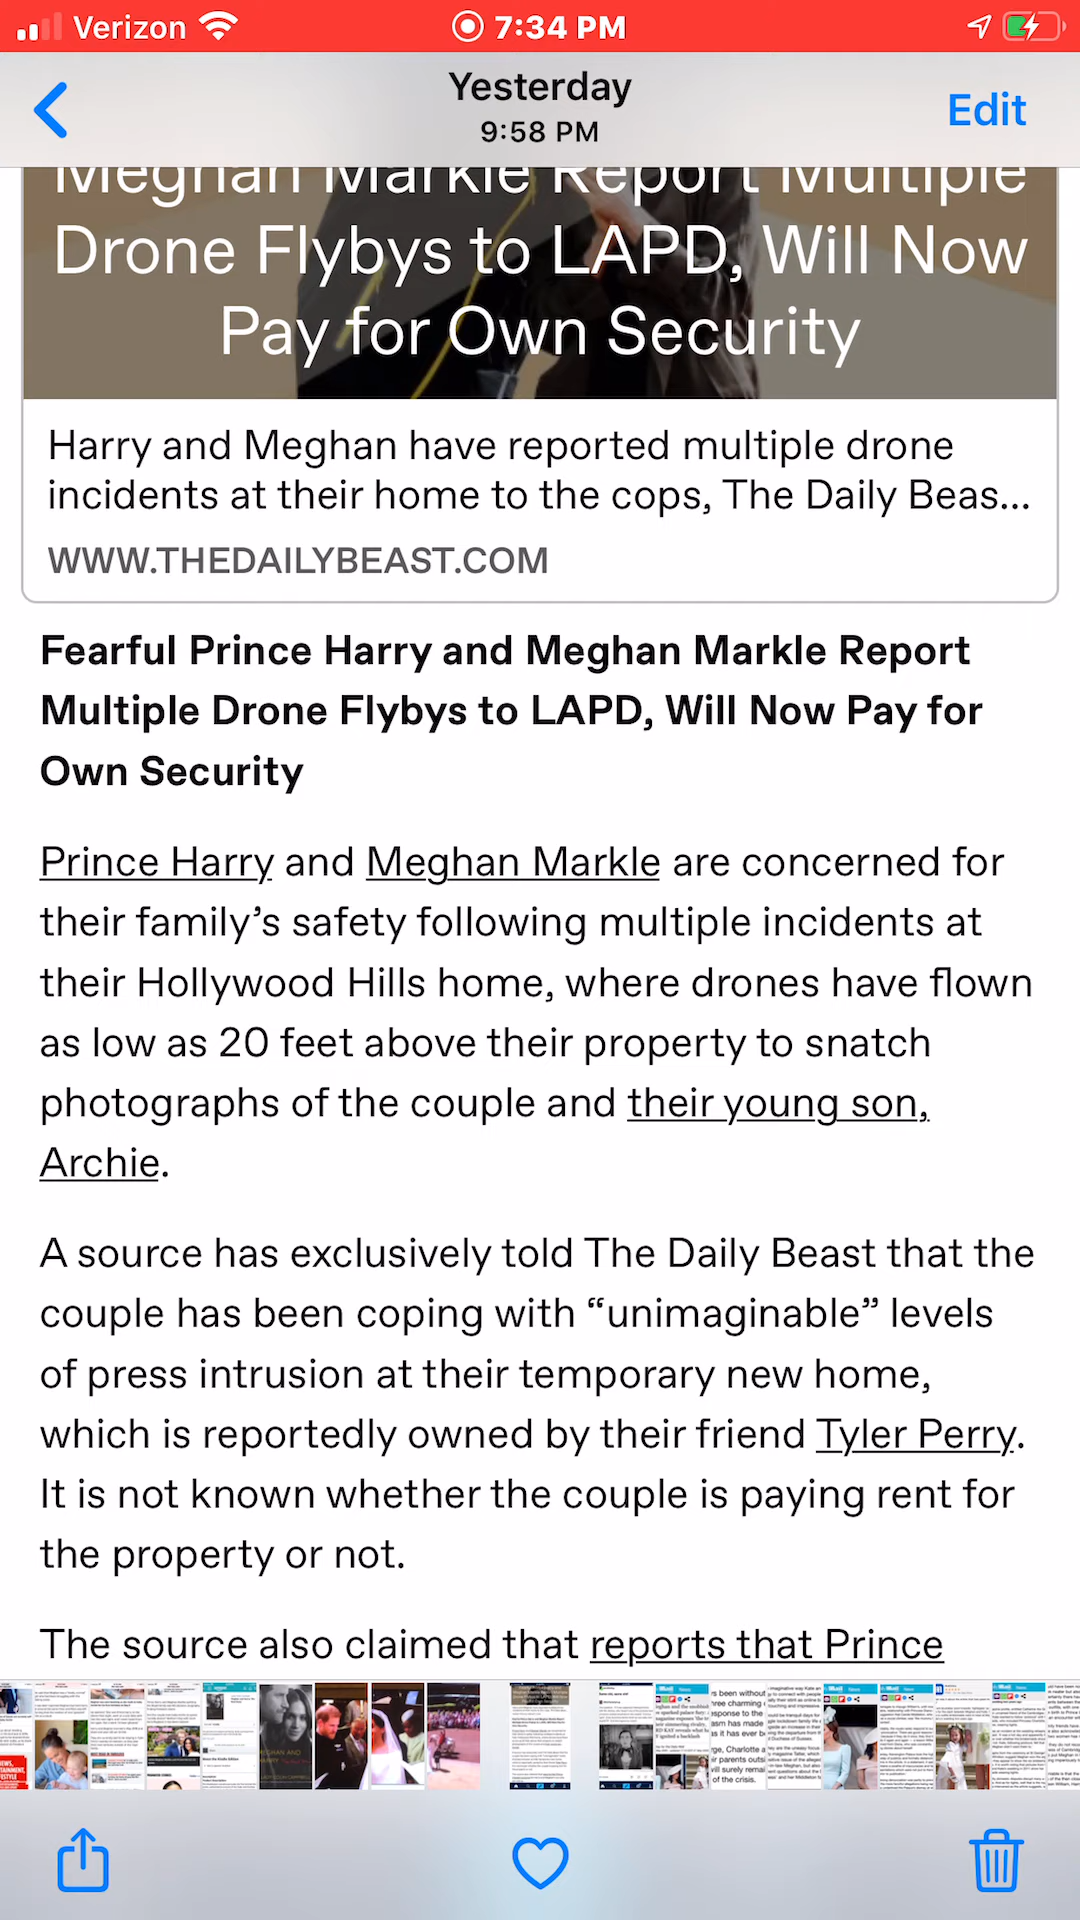 Verizon
7:34 PM
Yesterday
9:58 PM
Edit
Meghan Markle Report Multiple
Drone Flybys to LAPD, Will Now
Pay for Own Security
Harry and Meghan have reported multiple drone
incidents at their home to the cops, The Daily Beas...
WWW.THEDAILYBEAST.COM
Fearful Prince Harry and Meghan Markle Report
Multiple Drone Flybys to LAPD, Will Now Pay for
Own Security
Prince Harry and Meghan Markle are concerned for
their family’s safety following multiple incidents at
their Hollywood Hills home, where drones have flown
as low as 20 feet above their property to snatch
photographs of the couple and their young son,
Archie.
A source has exclusively told The Daily Beast that the
couple has been coping with “unimaginable” levels
of press intrusion at their temporary new home,
which is reportedly owned by their friend Tyler Perry.
It is not known whether the couple is paying rent for
the property or not.
The source also claimed that reports that Prince